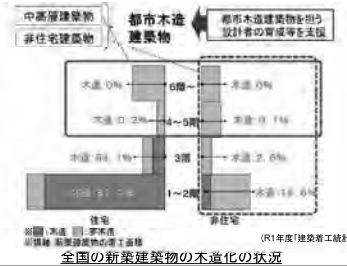 中高層建築物
非住宅建築物
都市木造
建築物
都市木造建築物を担う
設計者の育成等を支援
木造:0%
6階~
木造:0%
木造:0.2%
4~5階
木造:0.1%
3階
木造:2.6%
1~2階
住宅
非住宅
※ :木造 :非木造
(R1年度「建築着工統計
全国の新築建築物の木造化の状況